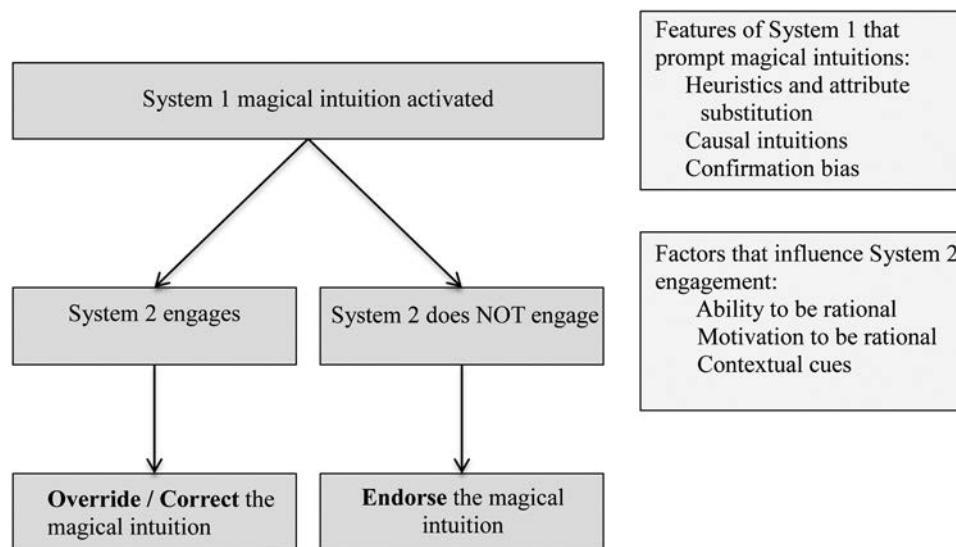 System 1 magical intuition activated
System 2 engages
System 2 does NOT engage
Override / Correct the
magical intuition
Endorse the magical
intuition
Features of System 1 that
prompt magical intuitions:
Heuristics and attribute
substitution
Causal intuitions
Confirmation bias
Factors that influence System 2
engagement:
Ability to be rational
Motivation to be rational
Contextual cues